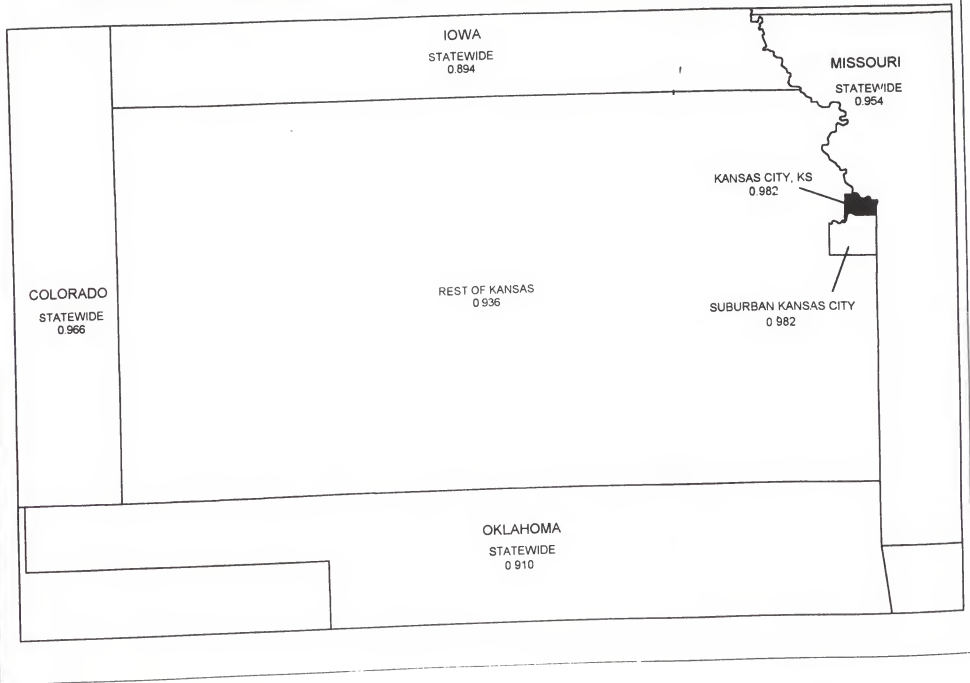 IOWA
STATEWIDE
0.894
MISSOURI
STATEWIDE
0.954
KANSAS CITY, KS
0.982
COLORADO
STATEWIDE
0.966
REST OF KANSAS
0 936
SUBURBAN KANSAS CITY
0 982
OKLAHOMA
STATEWIDE
0 910